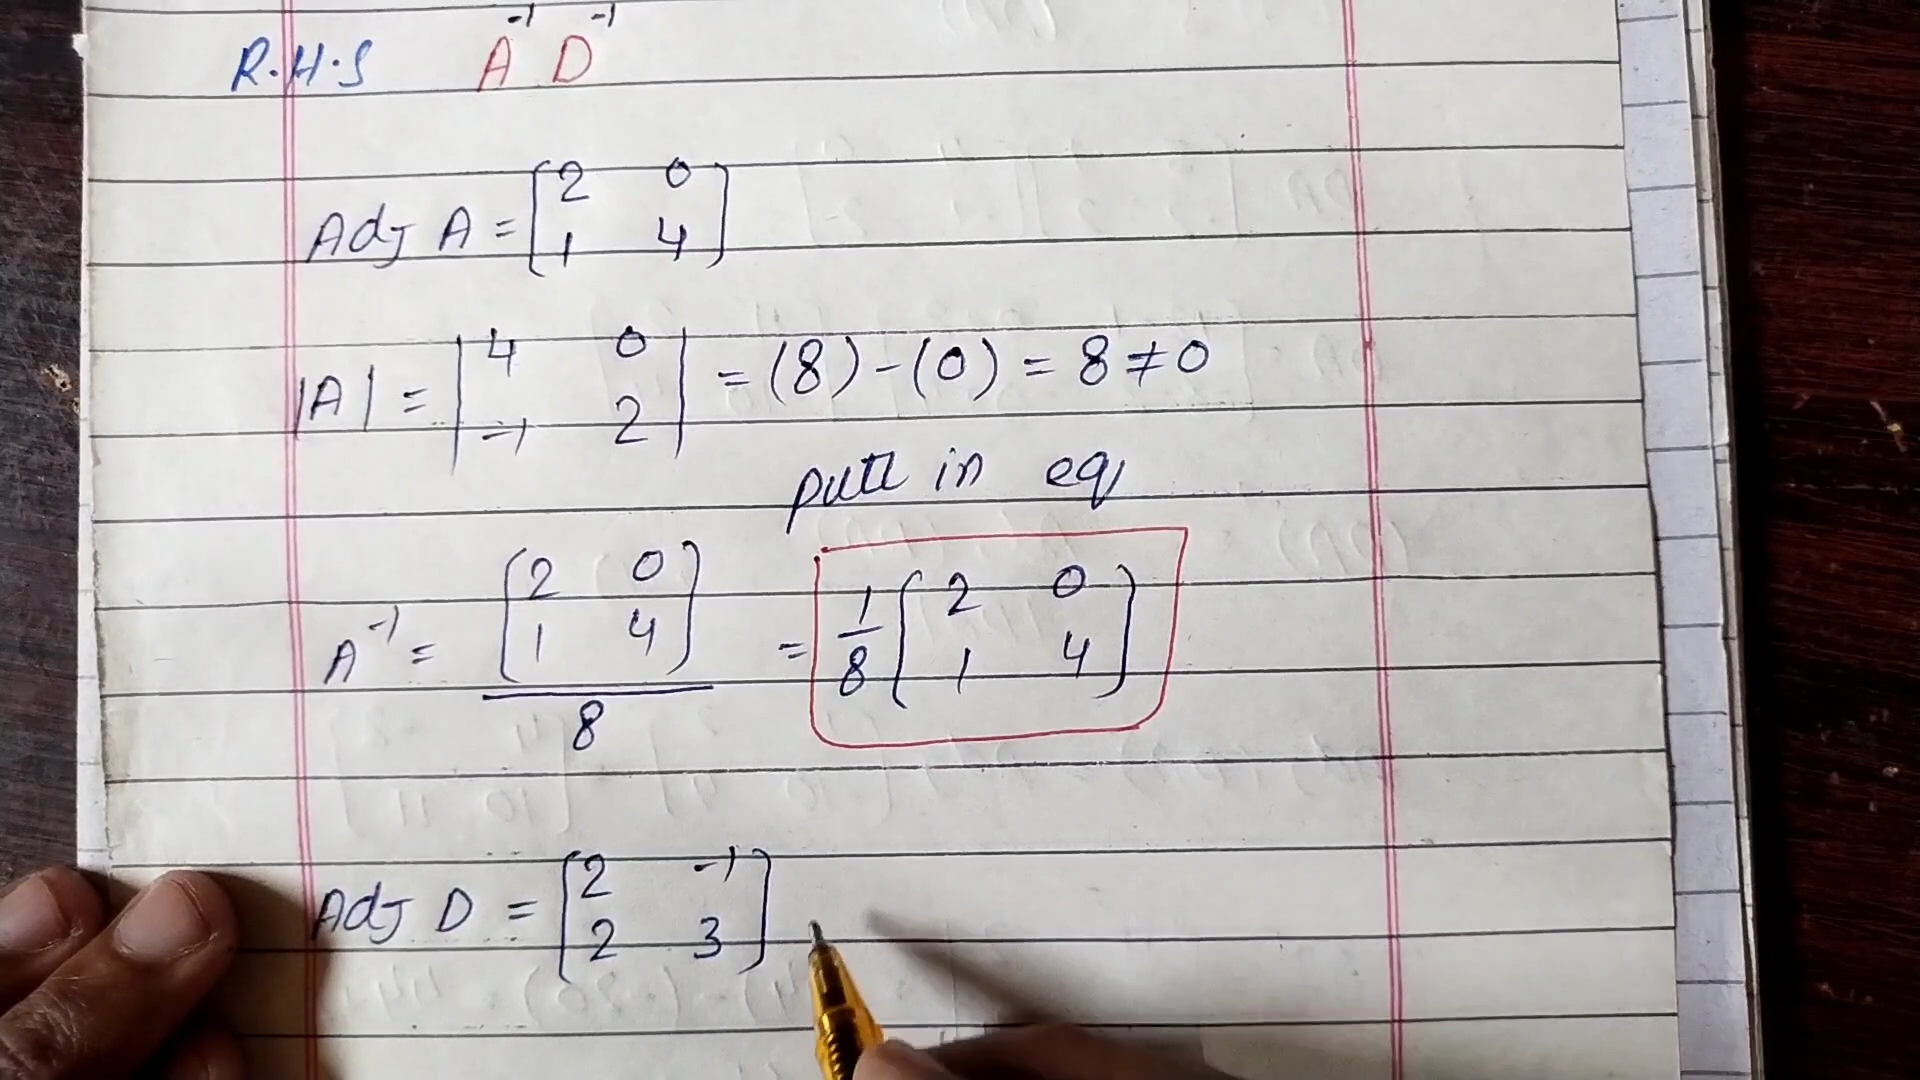 R.H.S A⁻¹ D⁻¹
Adj A = [2 0
1 4]
|A| = |4 0
-1 2| = (8) - (0) = 8 ≠ 0
putt in eq
A⁻¹ = [2 0
1 4] / 8 = 1/8 [2 0
1 4]
Adj D = [2 -1
2 3]